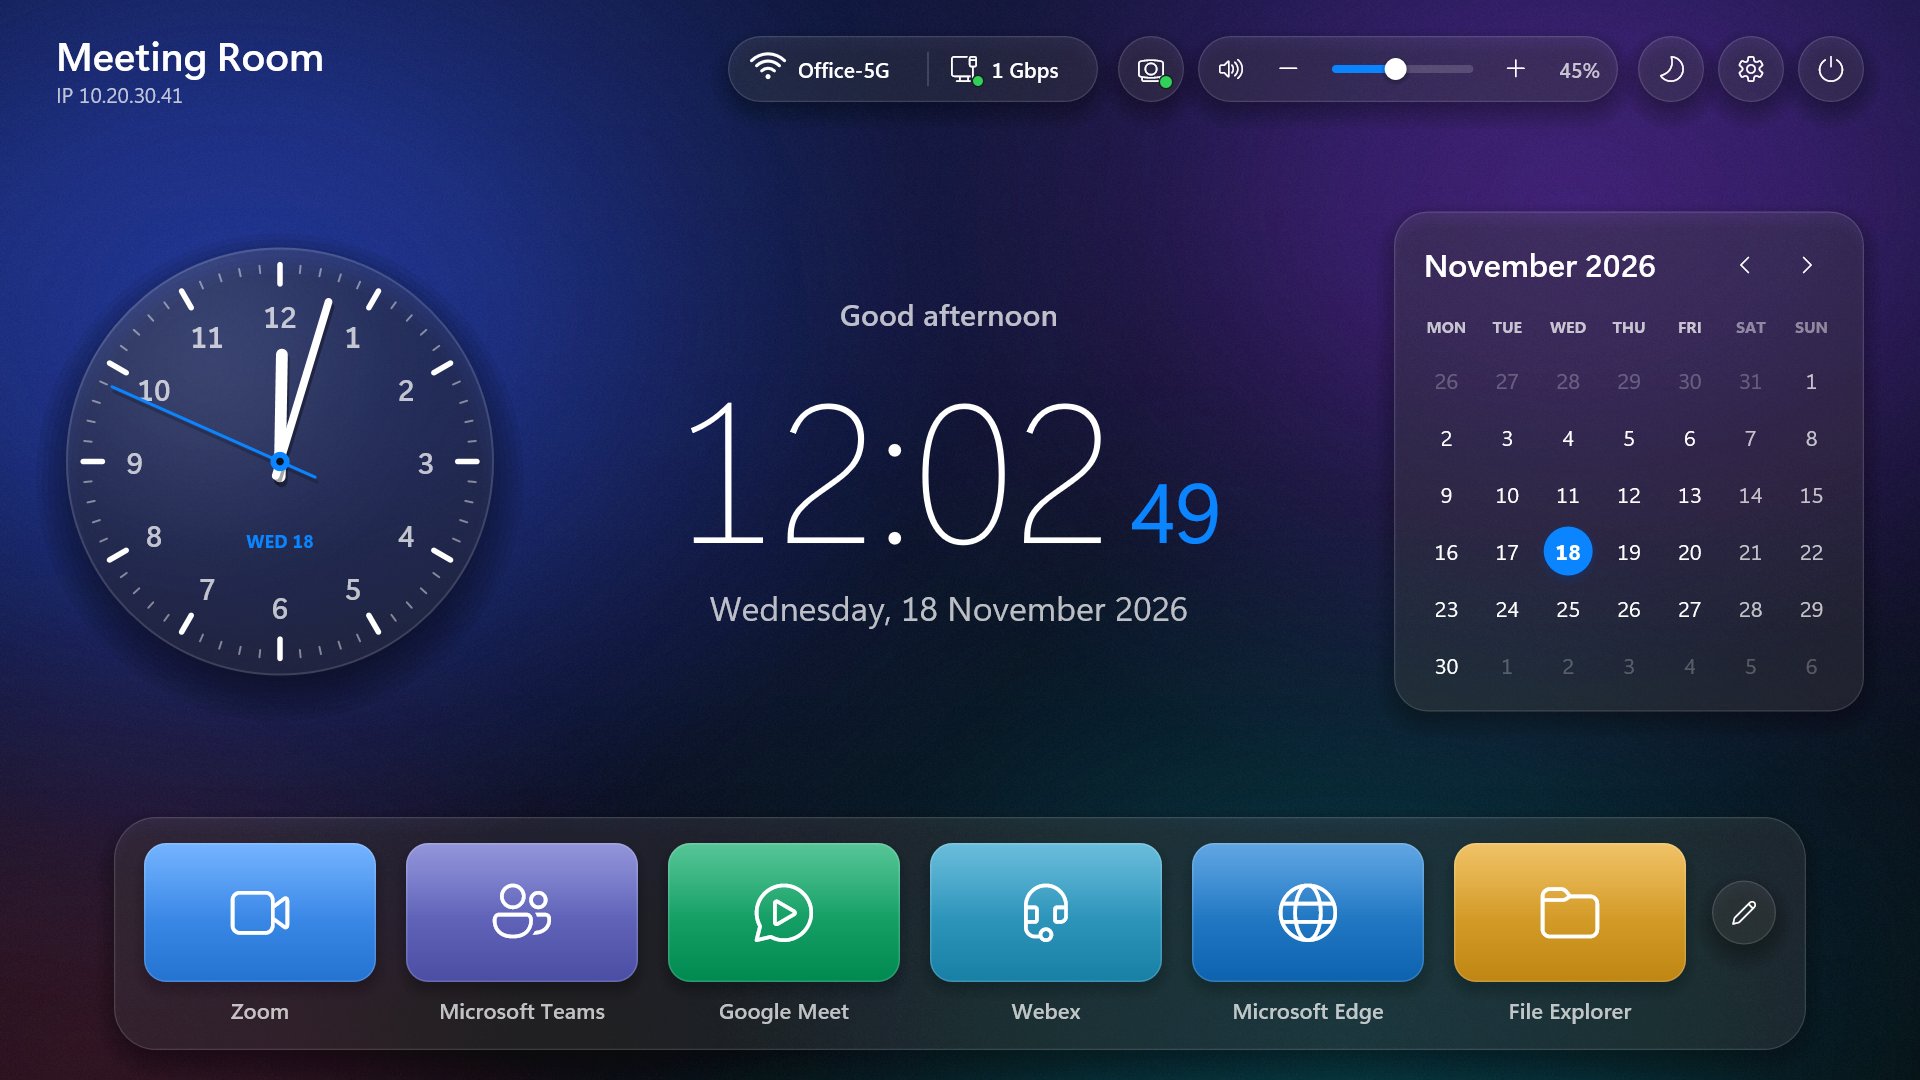 Meeting Room
IP 10.20.30.41
Office-5G
1 Gbps
45%
12
1
2
3
4
5
6
7
8
9
10
11
WED 18
Good afternoon
12:02 49
Wednesday, 18 November 2026
November 2026
MON TUE WED THU FRI SAT SUN
26 27 28 29 30 31 1
2 3 4 5 6 7 8
9 10 11 12 13 14 15
16 17 18 19 20 21 22
23 24 25 26 27 28 29
30 1 2 3 4 5 6
Zoom
Microsoft Teams
Google Meet
Webex
Microsoft Edge
File Explorer